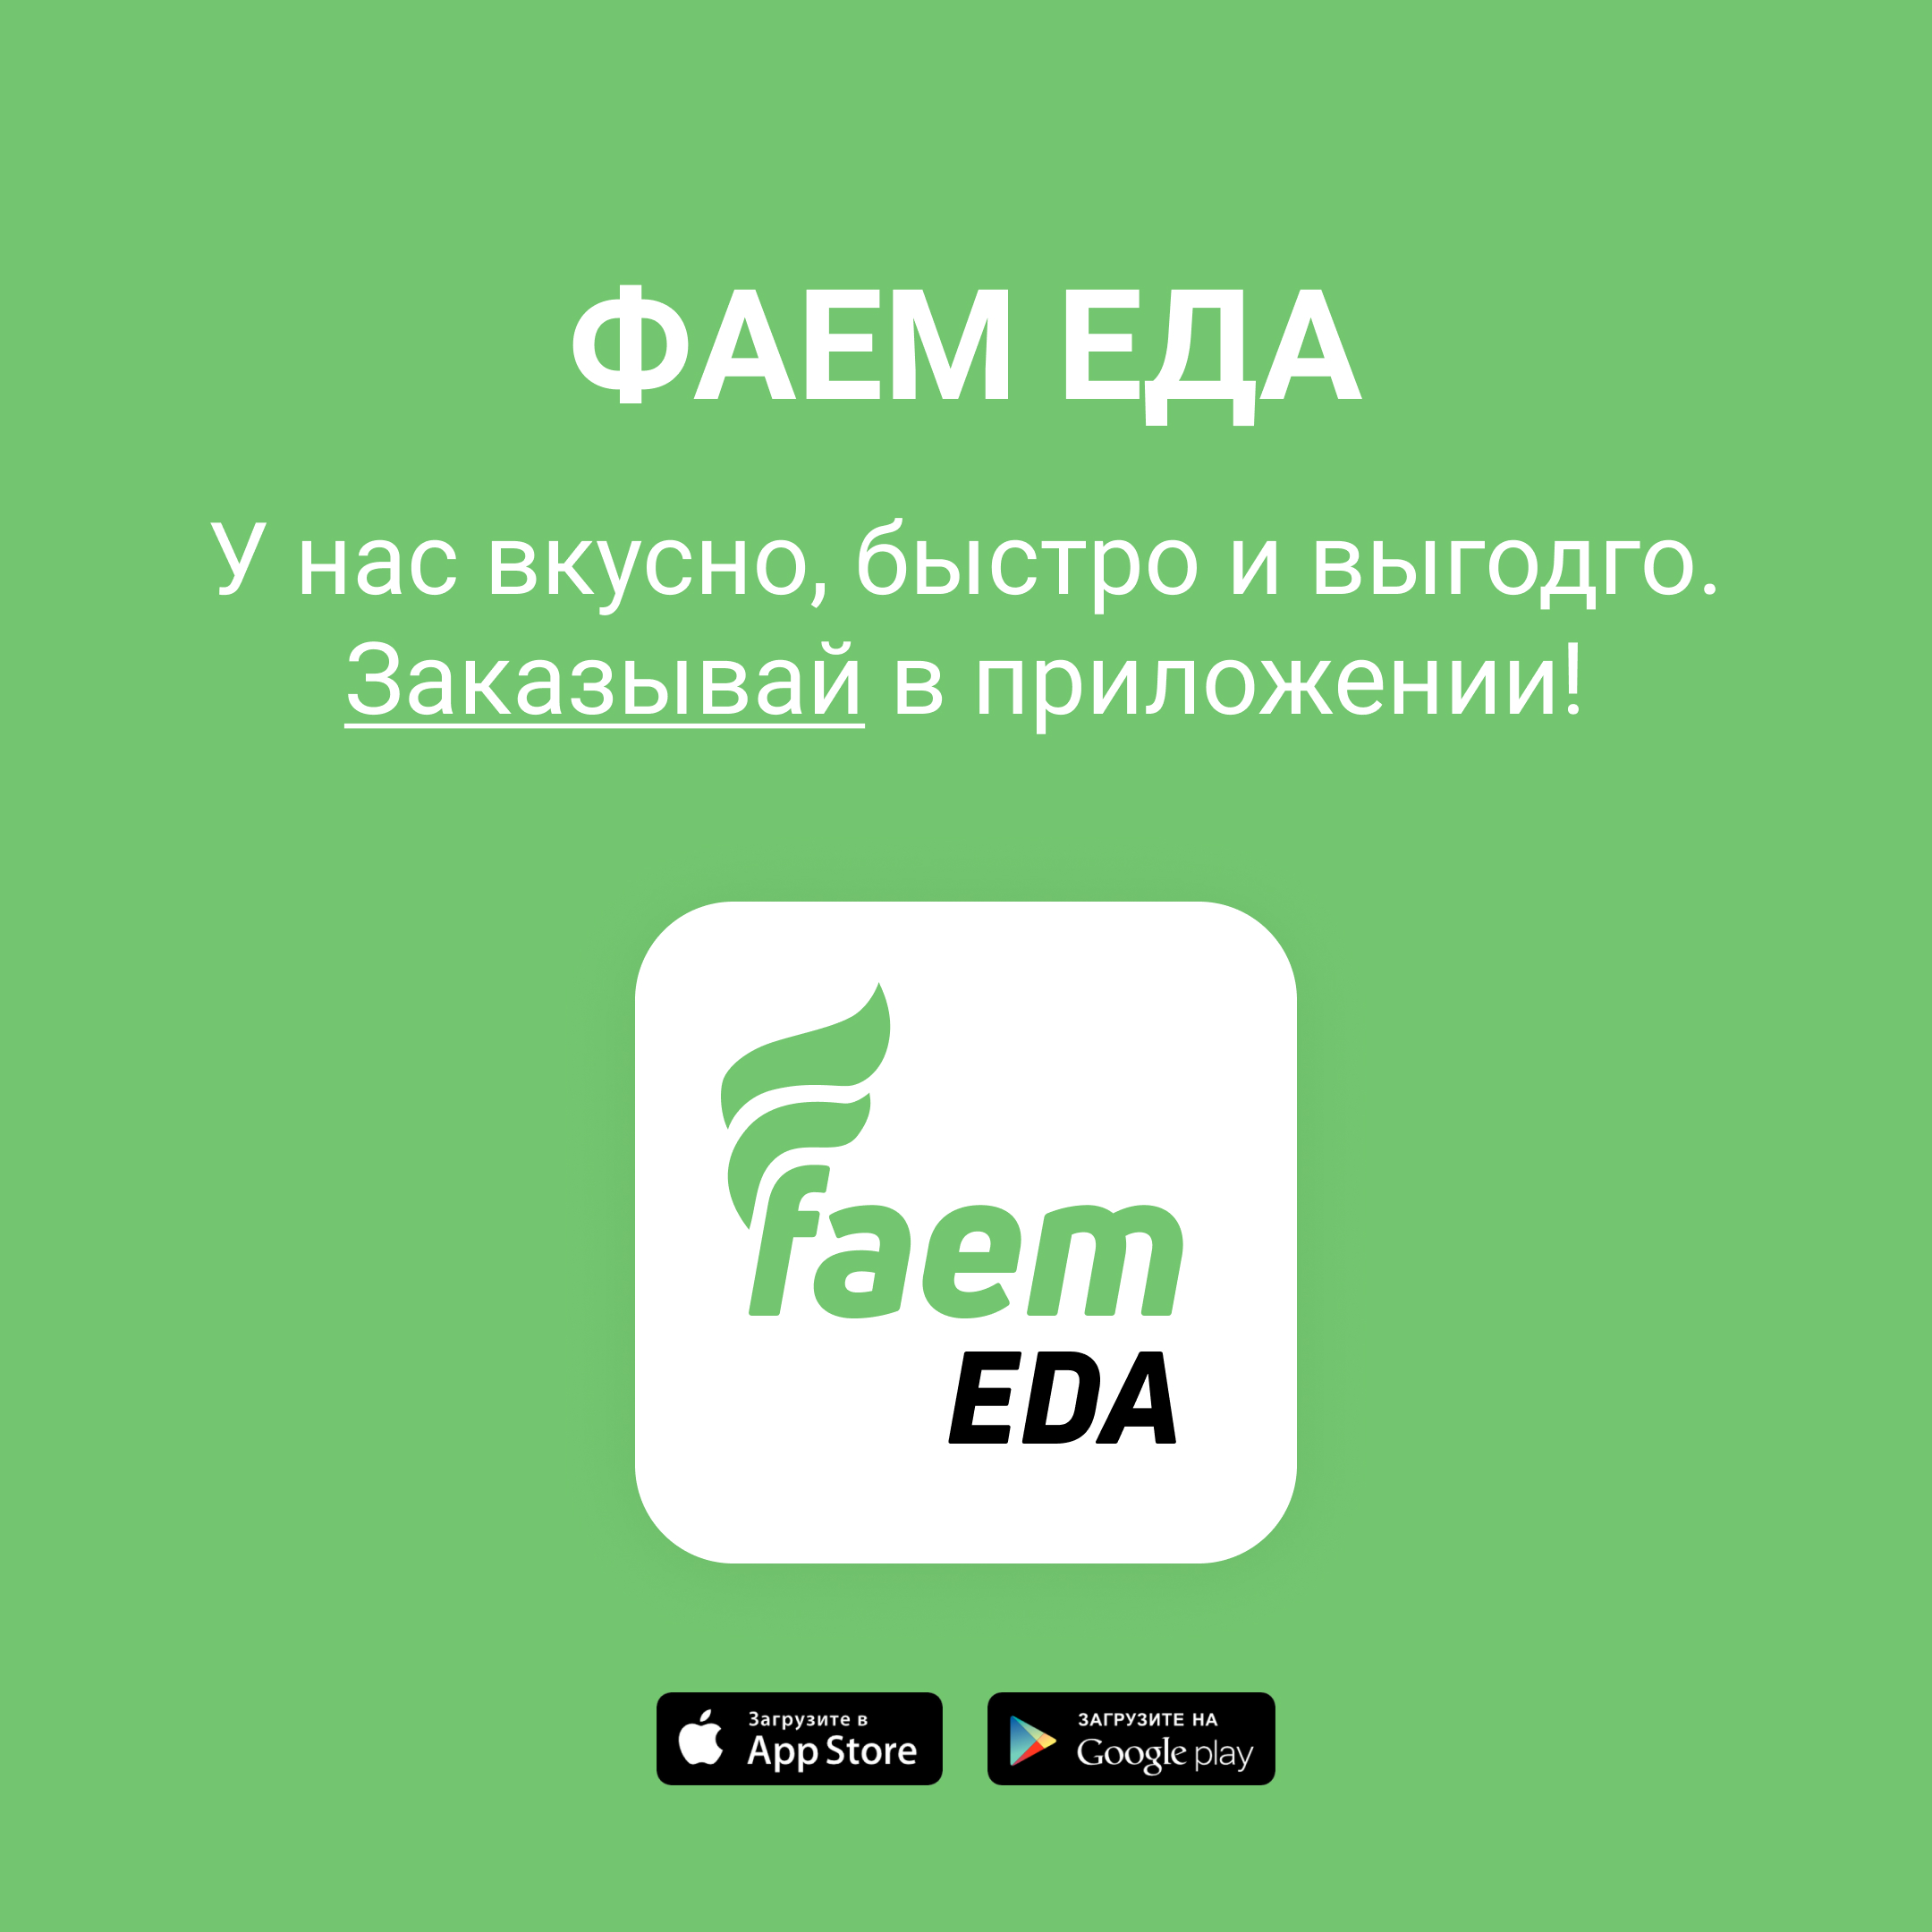 ФАЕМ ЕДА
У нас вкусно, быстро и выгодго.
Заказывай в приложении!
faem
EDA
Загрузите в
App Store
ЗАГРУЗИТЕ НА
Google play